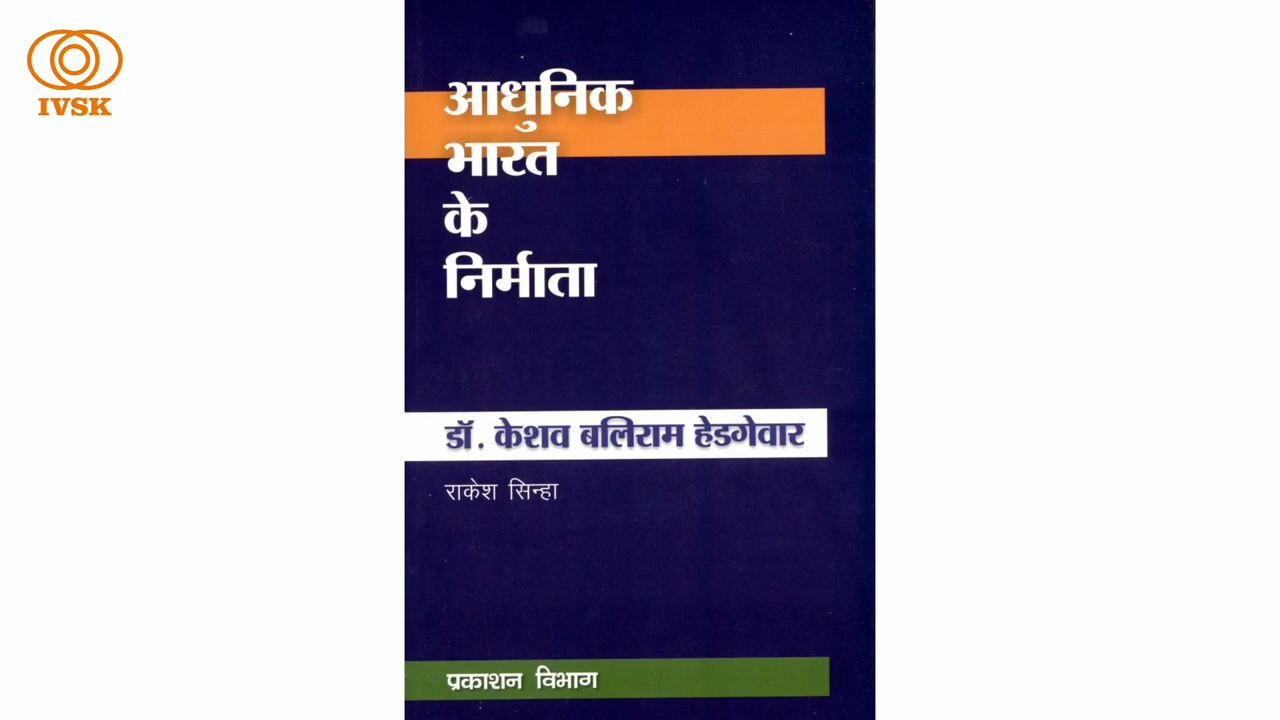 IVSK
आधुनिक
भारत
के
निर्माता
डॉ. केशव बलिराम हेडगेवार
राकेश सिन्हा
प्रकाशन विभाग